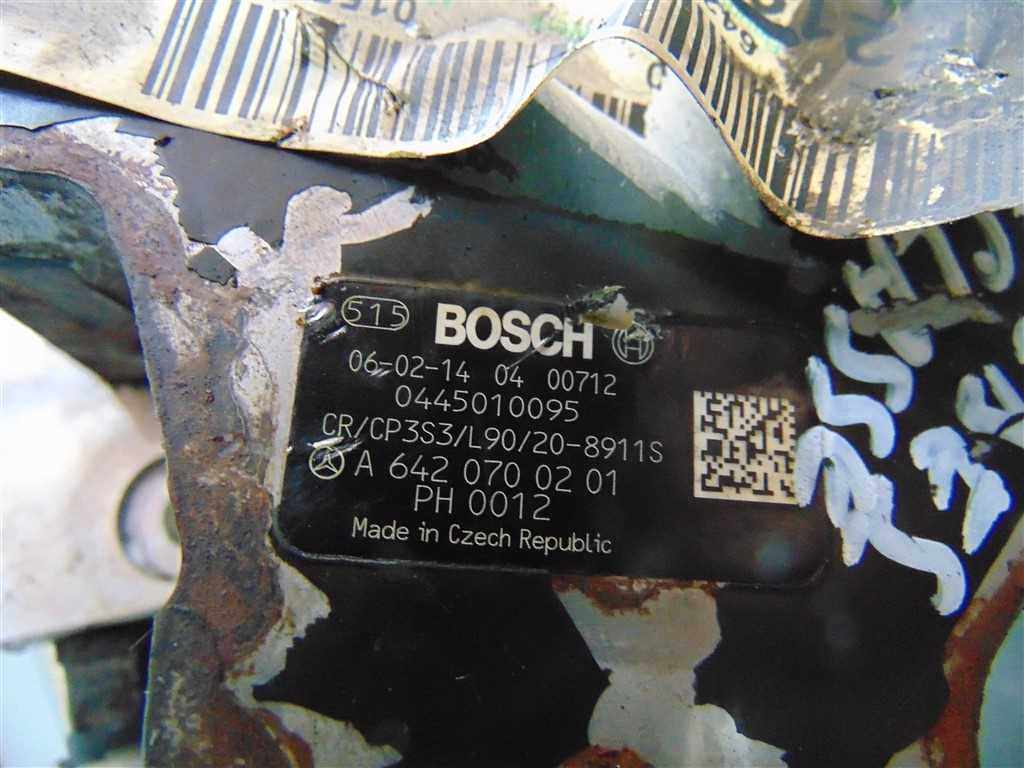 015
515 BOSCH
06-02-14 04 00712
0445010095
CR/CP3S3/L90/20-8911S
A 642 070 02 01
PH 0012
Made in Czech Republic